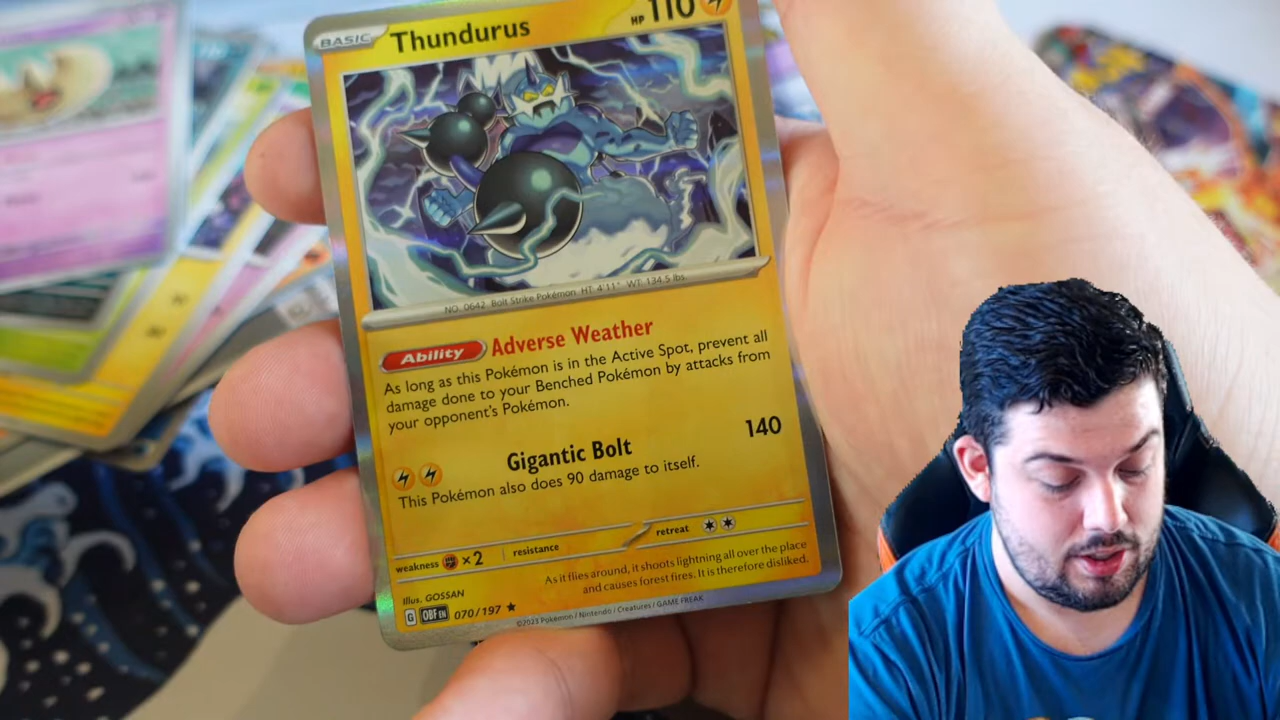 BASIC Thundurus HP 110
NO. 0642 Bolt Strike Pokémon HT: 4'11" WT: 134.5 lbs.
Ability Adverse Weather
As long as this Pokémon is in the Active Spot, prevent all
damage done to your Benched Pokémon by attacks from
your opponent's Pokémon.
Gigantic Bolt 140
This Pokémon also does 90 damage to itself.
weakness ×2 resistance retreat
As it flies around, it shoots lightning all over the place
and causes forest fires. It is therefore disliked.
Illus. GOSSAN
G OBF EN 070/197 ★
©2023 Pokémon / Nintendo / Creatures / GAME FREAK